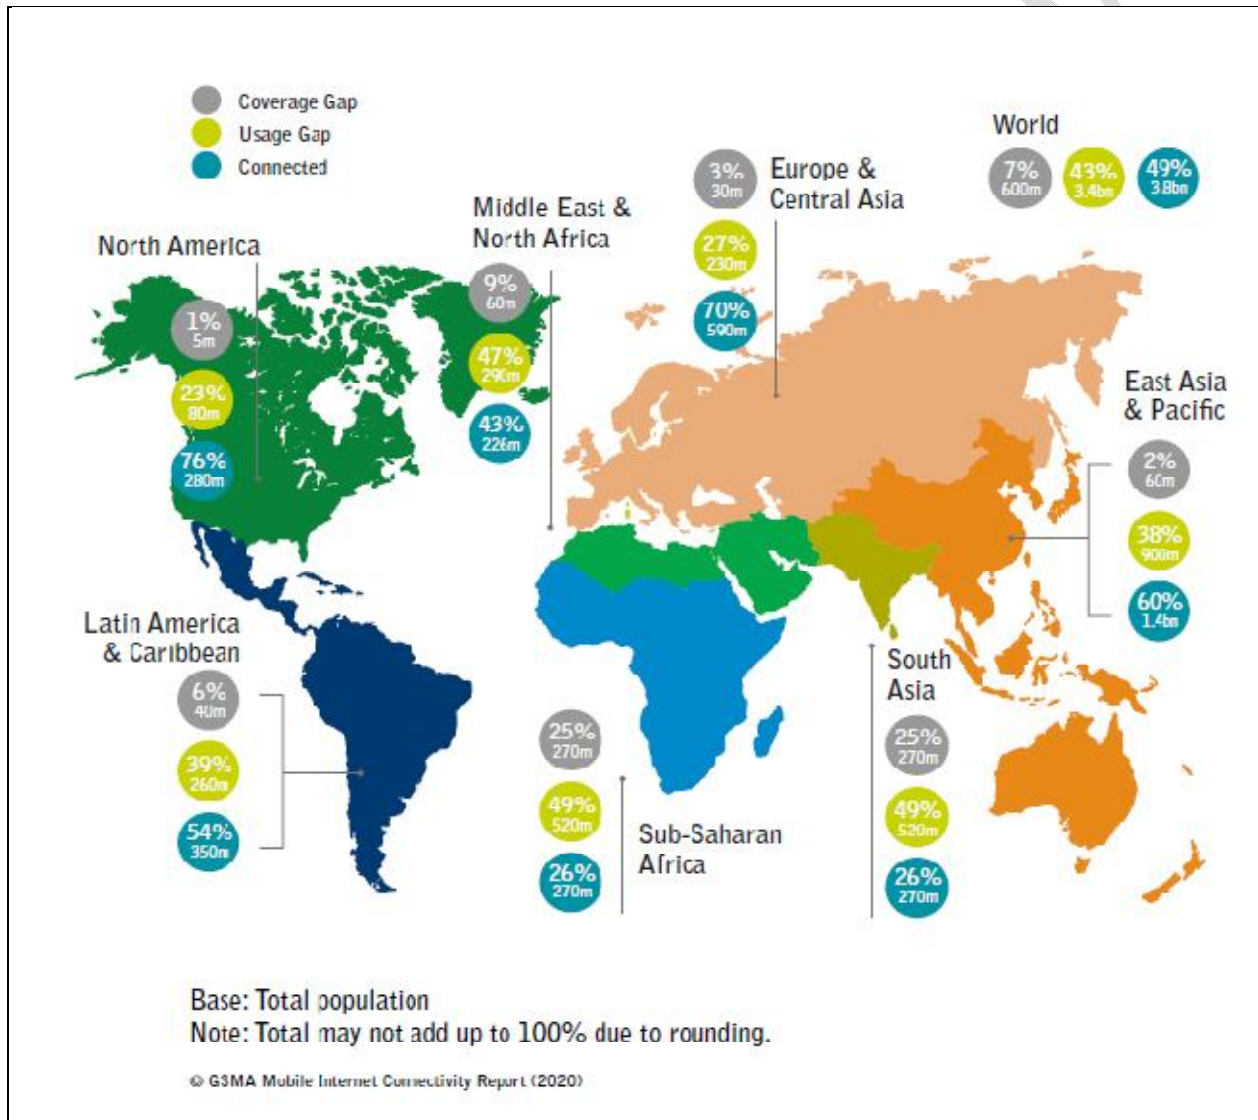 Coverage Gap
Usage Gap
Connected
World
7%
600m
43%
3.4bn
49%
3.8bn
Europe &
Central Asia
3%
30m
27%
230m
70%
590m
Middle East &
North Africa
9%
60m
47%
290m
43%
226m
North America
1%
5m
23%
80m
76%
280m
East Asia
& Pacific
2%
60m
38%
900m
60%
1.4bn
Latin America
& Caribbean
6%
40m
39%
260m
54%
350m
25%
270m
49%
520m
26%
270m
Sub-Saharan
Africa
South
Asia
25%
270m
49%
520m
26%
270m
Base: Total population
Note: Total may not add up to 100% due to rounding.
© G3MA Mobile Internet Connectivity Report (2020)